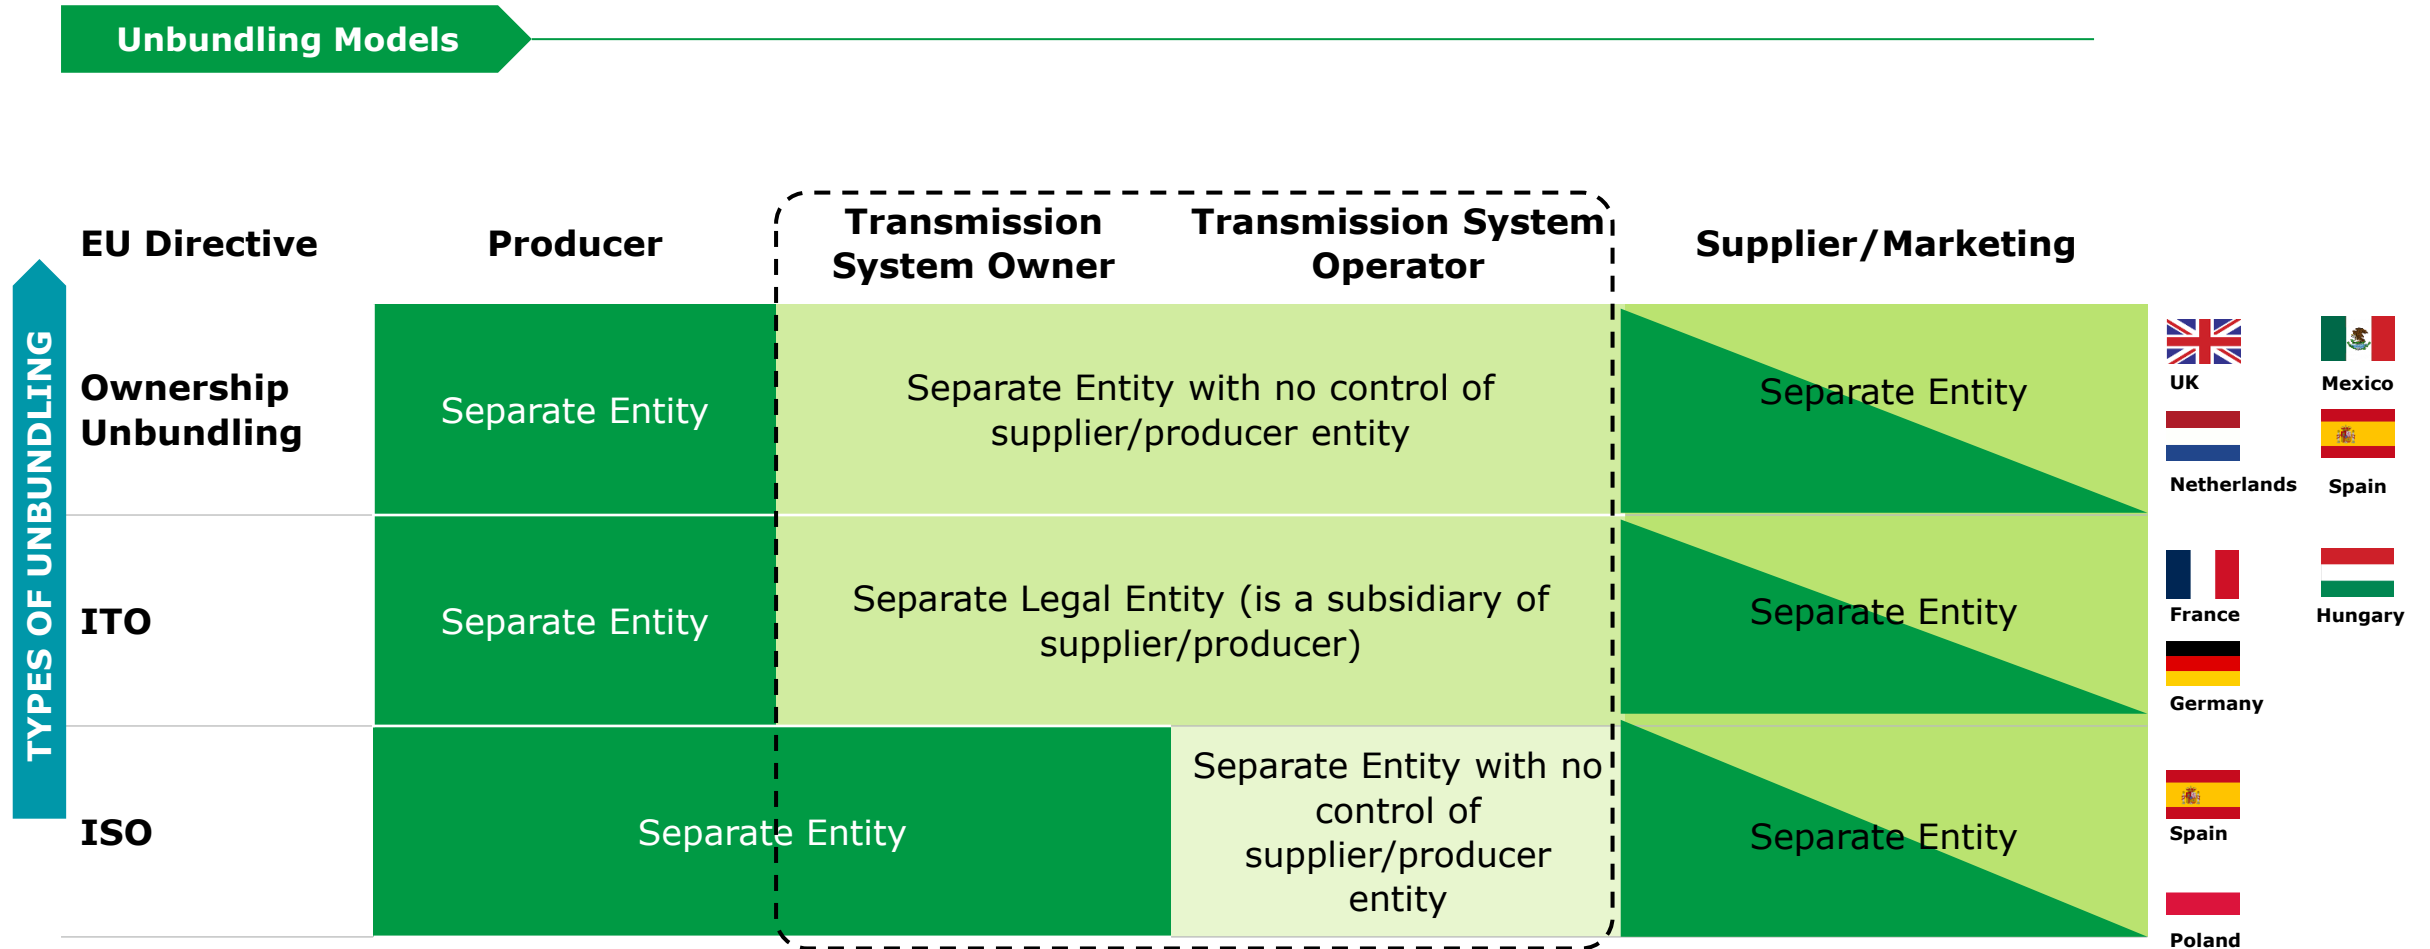 Unbundling Models
EU Directive
Producer
Transmission
System Owner
Transmission System
Operator
Supplier/Marketing
TYPES OF UNBUNDLING
Ownership
Unbundling
Separate Entity
Separate Entity with no control of
supplier/producer entity
Separate Entity
UK
Mexico
Netherlands
Spain
ITO
Separate Entity
Separate Legal Entity (is a subsidiary of
supplier/producer)
Separate Entity
France
Hungary
Germany
ISO
Separate Entity
Separate Entity with no
control of
supplier/producer
entity
Separate Entity
Spain
Poland